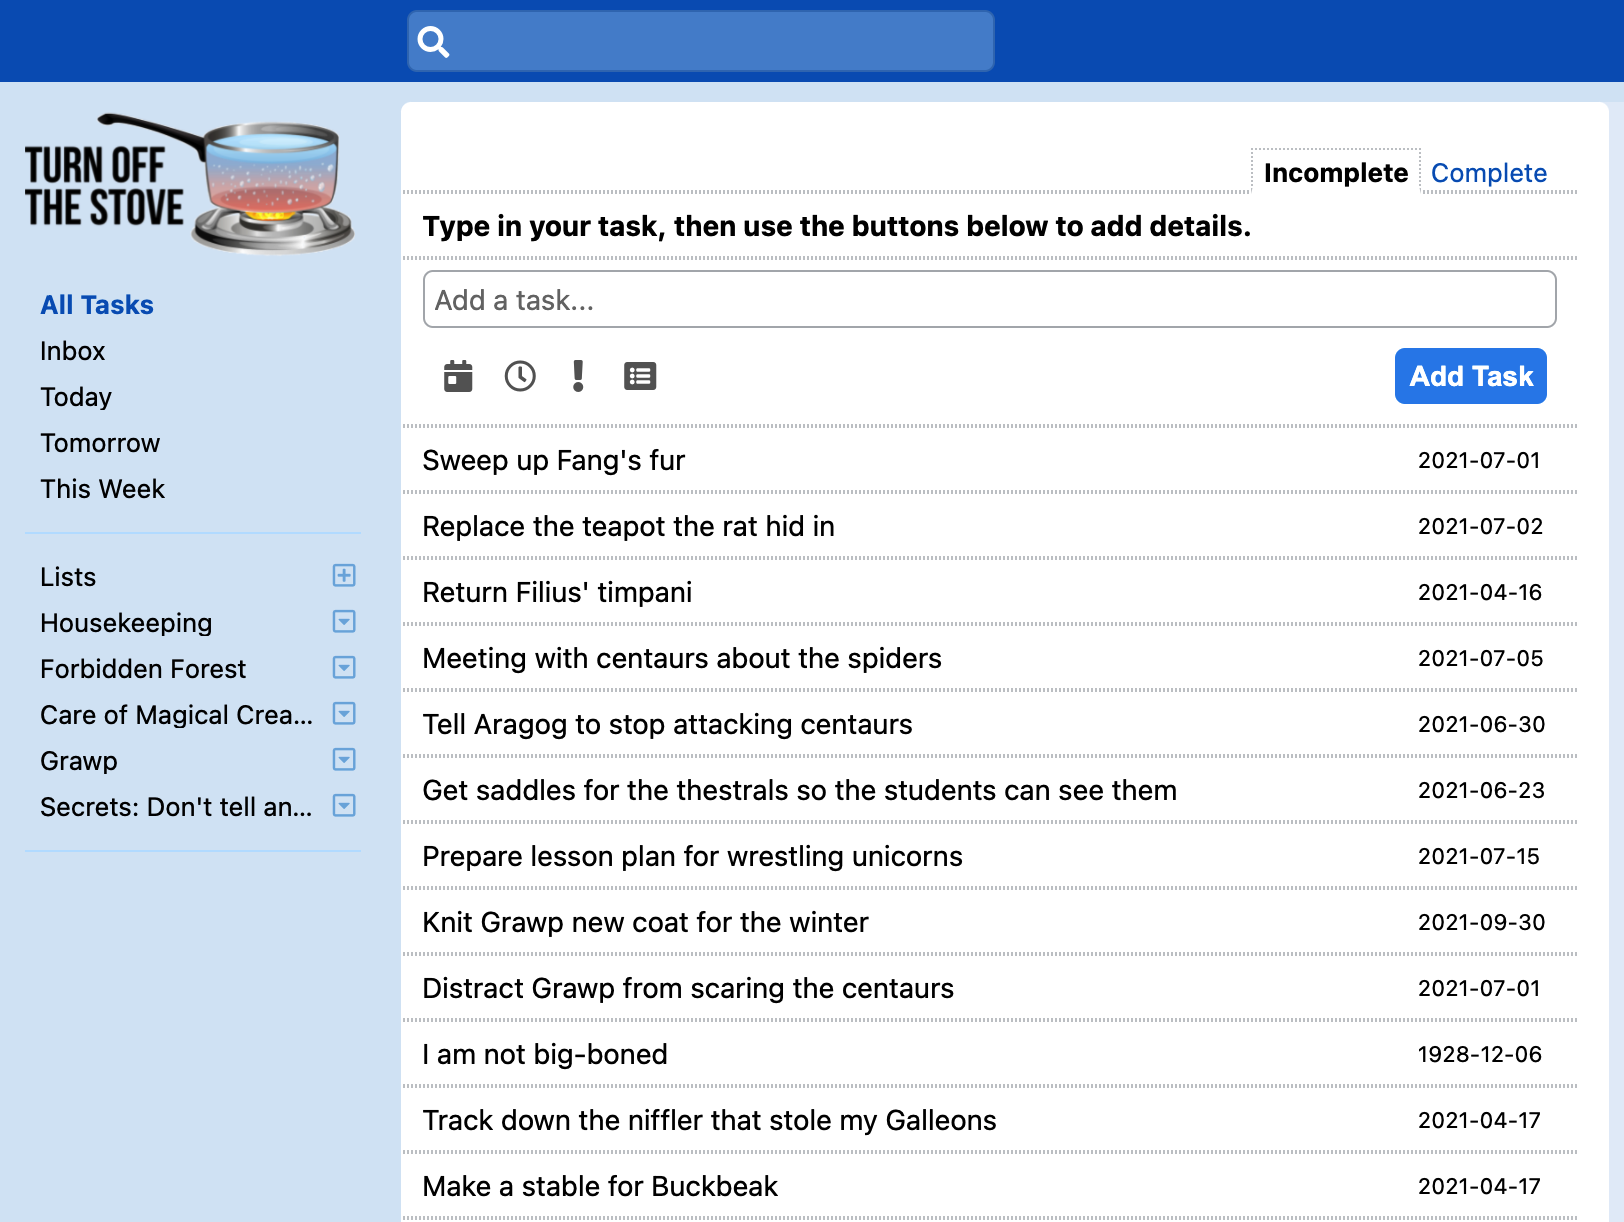 TURN OFF
THE STOVE
All Tasks
Inbox
Today
Tomorrow
This Week
Lists
Housekeeping
Forbidden Forest
Care of Magical Crea...
Grawp
Secrets: Don't tell an...
Incomplete Complete
Type in your task, then use the buttons below to add details.
Add a task...
Add Task
Sweep up Fang's fur 2021-07-01
Replace the teapot the rat hid in 2021-07-02
Return Filius' timpani 2021-04-16
Meeting with centaurs about the spiders 2021-07-05
Tell Aragog to stop attacking centaurs 2021-06-30
Get saddles for the thestrals so the students can see them 2021-06-23
Prepare lesson plan for wrestling unicorns 2021-07-15
Knit Grawp new coat for the winter 2021-09-30
Distract Grawp from scaring the centaurs 2021-07-01
I am not big-boned 1928-12-06
Track down the niffler that stole my Galleons 2021-04-17
Make a stable for Buckbeak 2021-04-17